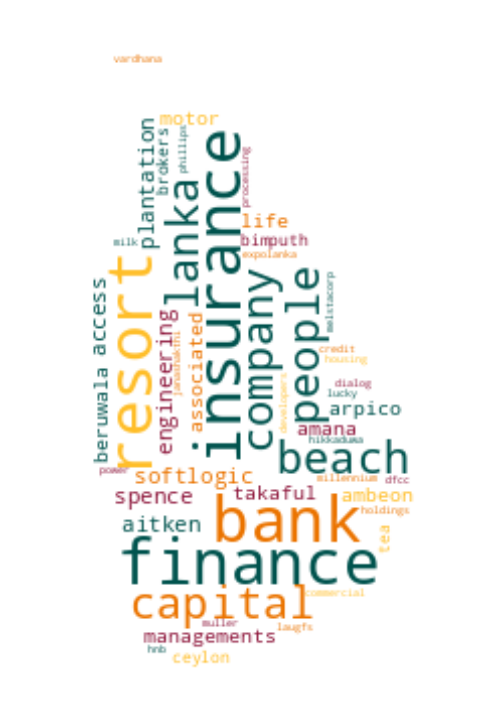 vardhana
motor
plantation
brokers
phillips
insurance
processing
lanka
life
bimputh
expolanka
milk
resort
people
company
melstacorp
beruwala access
engineering
janashakthi
associated
developers
credit
housing
dialog
lucky
arpico
amana
hikkaduwa
beach
power
softlogic
millennium
dfcc
spence
takaful
ambeon
holdings
aitken
bank
tea
finance
capital
commercial
muller
laugfs
managements
hnb
ceylon